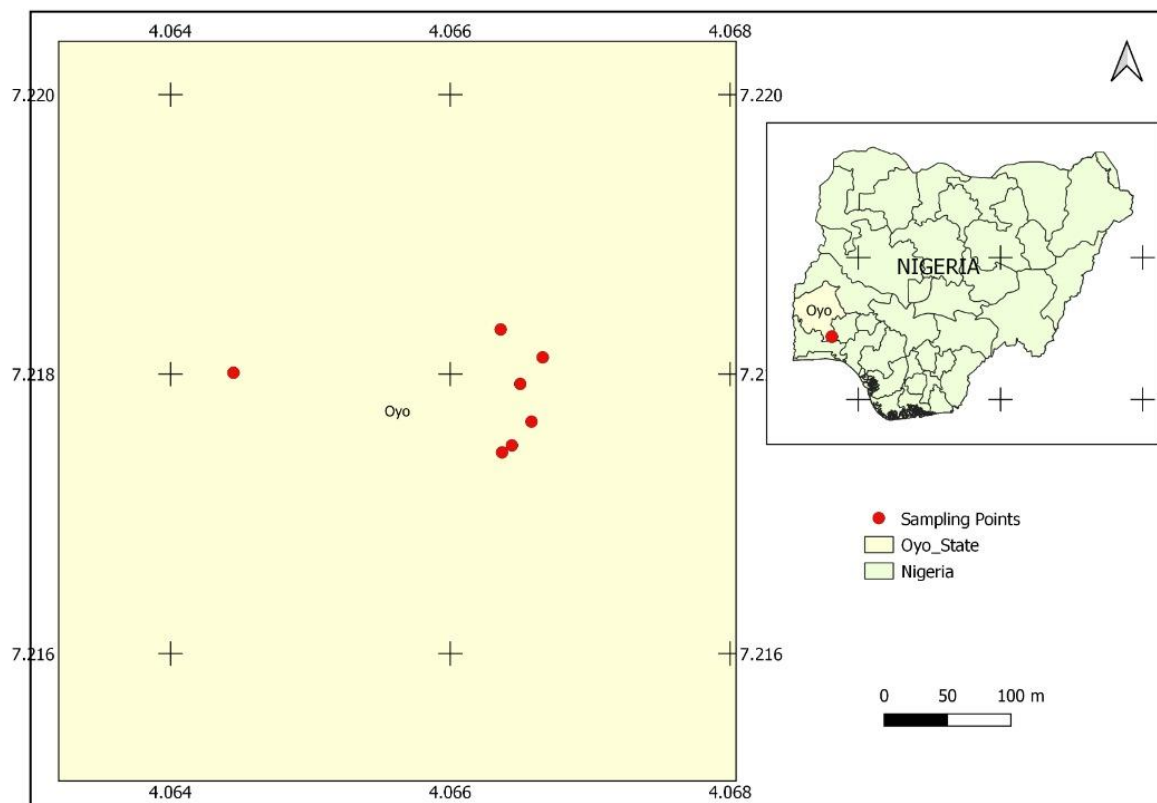 4.064 4.066 4.068
7.220 7.220
NIGERIA
Oyo
7.218 7.2
Oyo
Sampling Points
Oyo_State
Nigeria
7.216 7.216
0 50 100 m
4.064 4.066 4.068